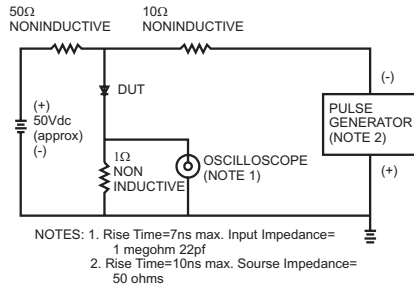 50Ω
NONINDUCTIVE
10Ω
NONINDUCTIVE
(+)
50Vdc
(approx)
(-)
DUT
1Ω
NON
INDUCTIVE
OSCILLOSCOPE
(NOTE 1)
(-)
PULSE
GENERATOR
(NOTE 2)
(+)
NOTES: 1. Rise Time=7ns max. Input Impedance=
1 megohm 22pf
2. Rise Time=10ns max. Sourse Impedance=
50 ohms